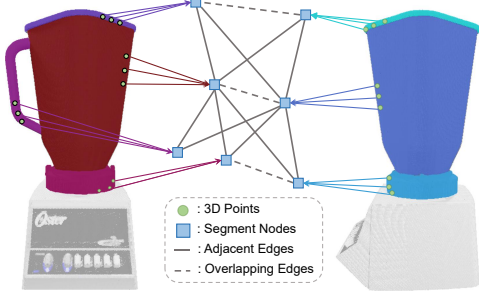 Oster
: 3D Points
: Segment Nodes
: Adjacent Edges
: Overlapping Edges